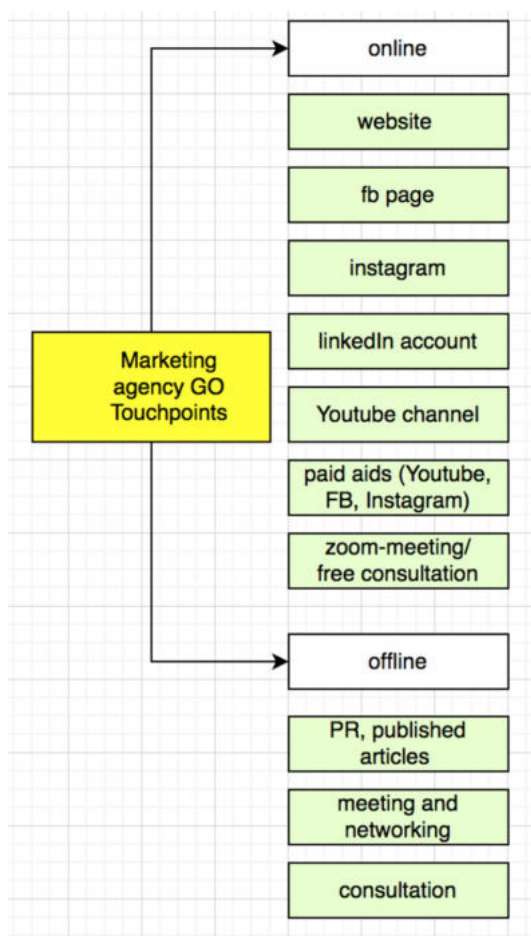 online
website
fb page
instagram
linkedIn account
Marketing
agency GO
Touchpoints
Youtube channel
paid aids (Youtube,
FB, Instagram)
zoom-meeting/
free consultation
offline
PR, published
articles
meeting and
networking
consultation